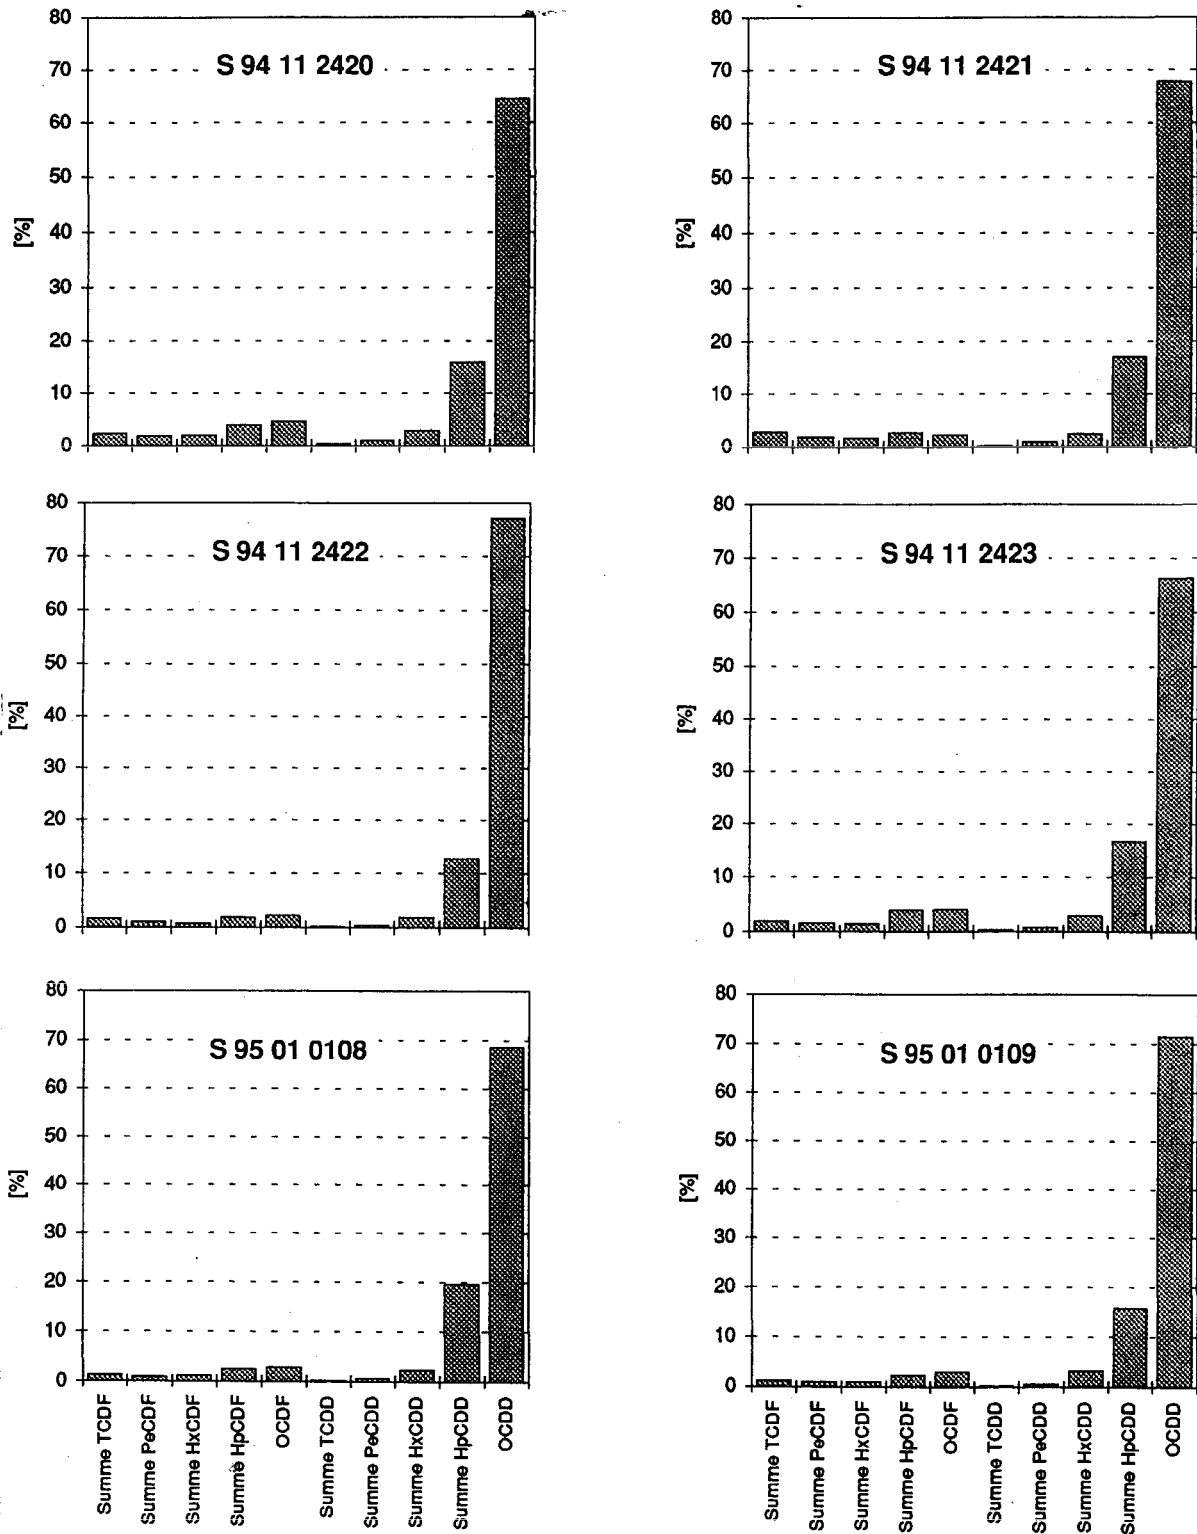 S 94 11 2420
80
70
60
50
40
30
20
10
0
[%]
S 94 11 2421
80
70
60
50
40
30
20
10
0
[%]
S 94 11 2422
80
70
60
50
40
30
20
10
0
[%]
S 94 11 2423
80
70
60
50
40
30
20
10
0
[%]
S 95 01 0108
80
70
60
50
40
30
20
10
0
[%]
Summe TCDF
Summe PeCDF
Summe HxCDF
Summe HpCDF
OCDF
Summe TCDD
Summe PeCDD
Summe HxCDD
Summe HpCDD
OCDD
S 95 01 0109
80
70
60
50
40
30
20
10
0
[%]
Summe TCDF
Summe PeCDF
Summe HxCDF
Summe HpCDF
OCDF
Summe TCDD
Summe PeCDD
Summe HxCDD
Summe HpCDD
OCDD